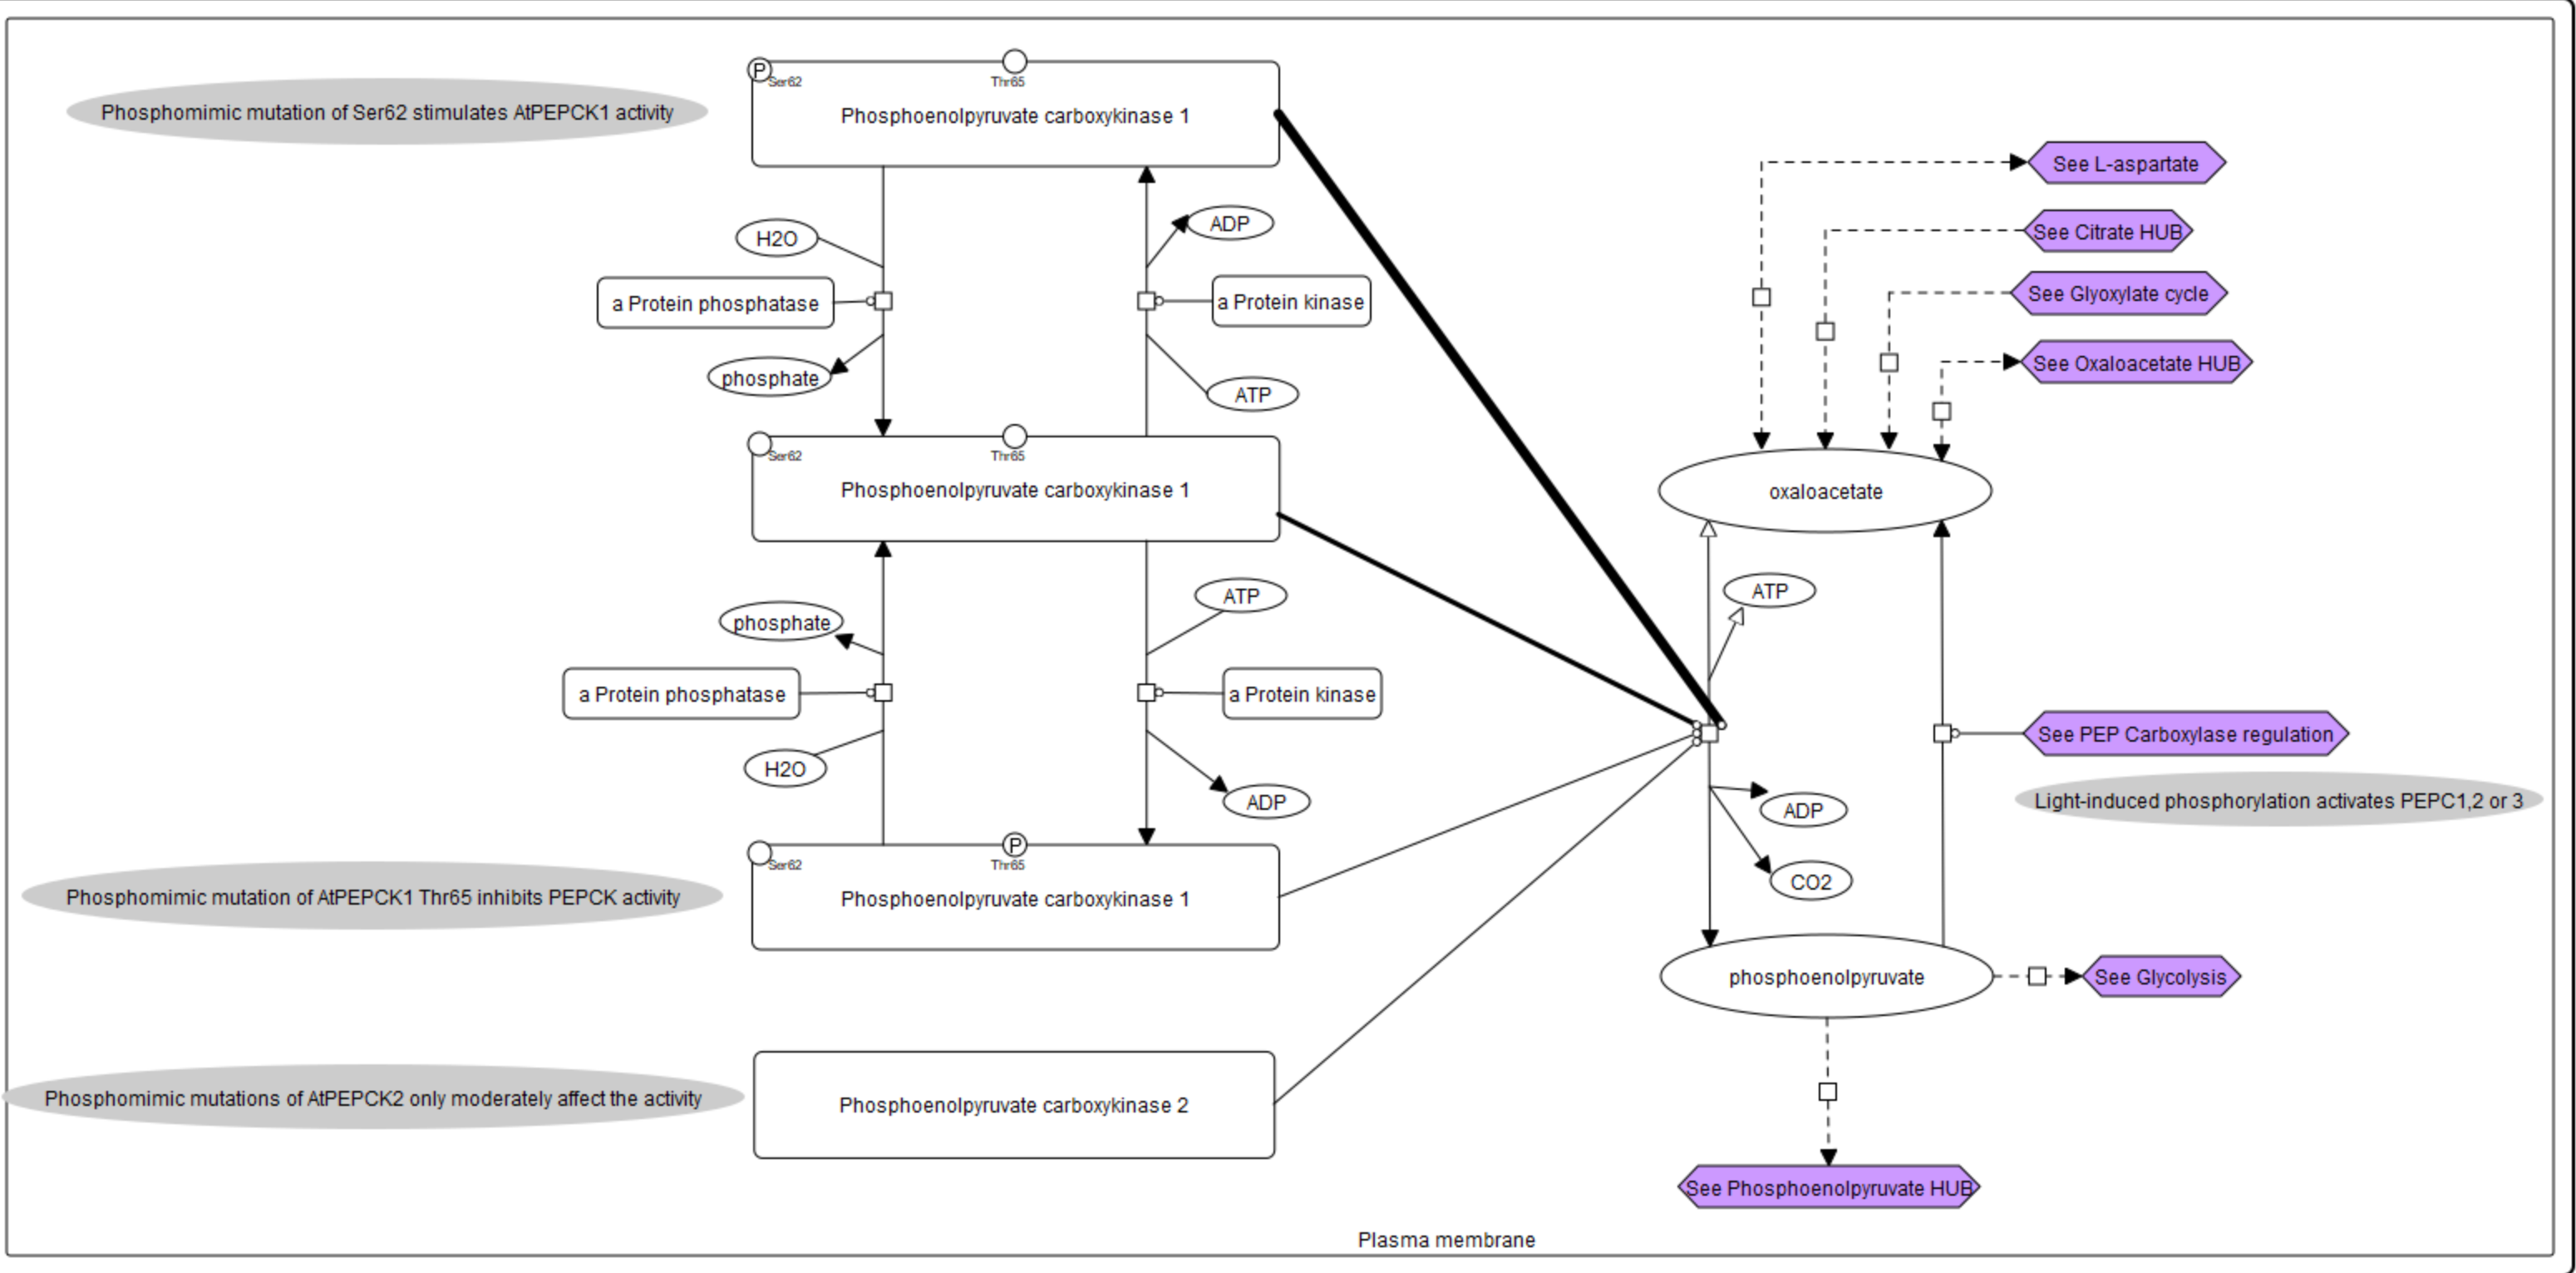 P
Ser62
Thr65
Phosphoenolpyruvate carboxykinase 1
Phosphomimic mutation of Ser62 stimulates AtPEPCK1 activity
H2O
ADP
a Protein phosphatase
a Protein kinase
phosphate
ATP
Ser62
Thr65
Phosphoenolpyruvate carboxykinase 1
phosphate
ATP
a Protein phosphatase
a Protein kinase
H2O
ADP
P
Ser62
Thr65
Phosphoenolpyruvate carboxykinase 1
Phosphomimic mutation of AtPEPCK1 Thr65 inhibits PEPCK activity
Phosphomimic mutations of AtPEPCK2 only moderately affect the activity
Phosphoenolpyruvate carboxykinase 2
See L-aspartate
See Citrate HUB
See Glyoxylate cycle
See Oxaloacetate HUB
oxaloacetate
ATP
See PEP Carboxylase regulation
Light-induced phosphorylation activates PEPC1,2 or 3
ADP
CO2
phosphoenolpyruvate
See Glycolysis
See Phosphoenolpyruvate HUB
Plasma membrane